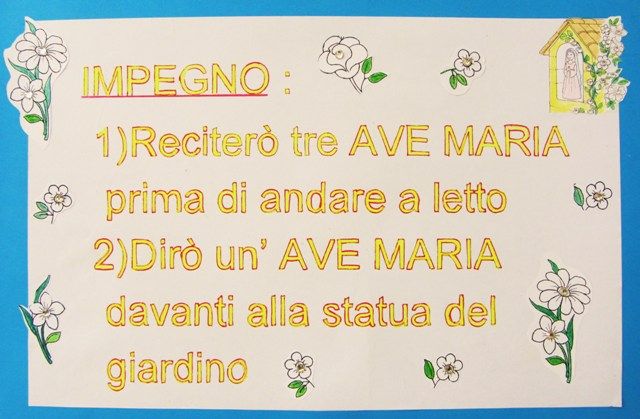 IMPEGNO :
1)Reciterò tre AVE MARIA
prima di andare a letto
2)Dirò un' AVE MARIA
davanti alla statua del
giardino